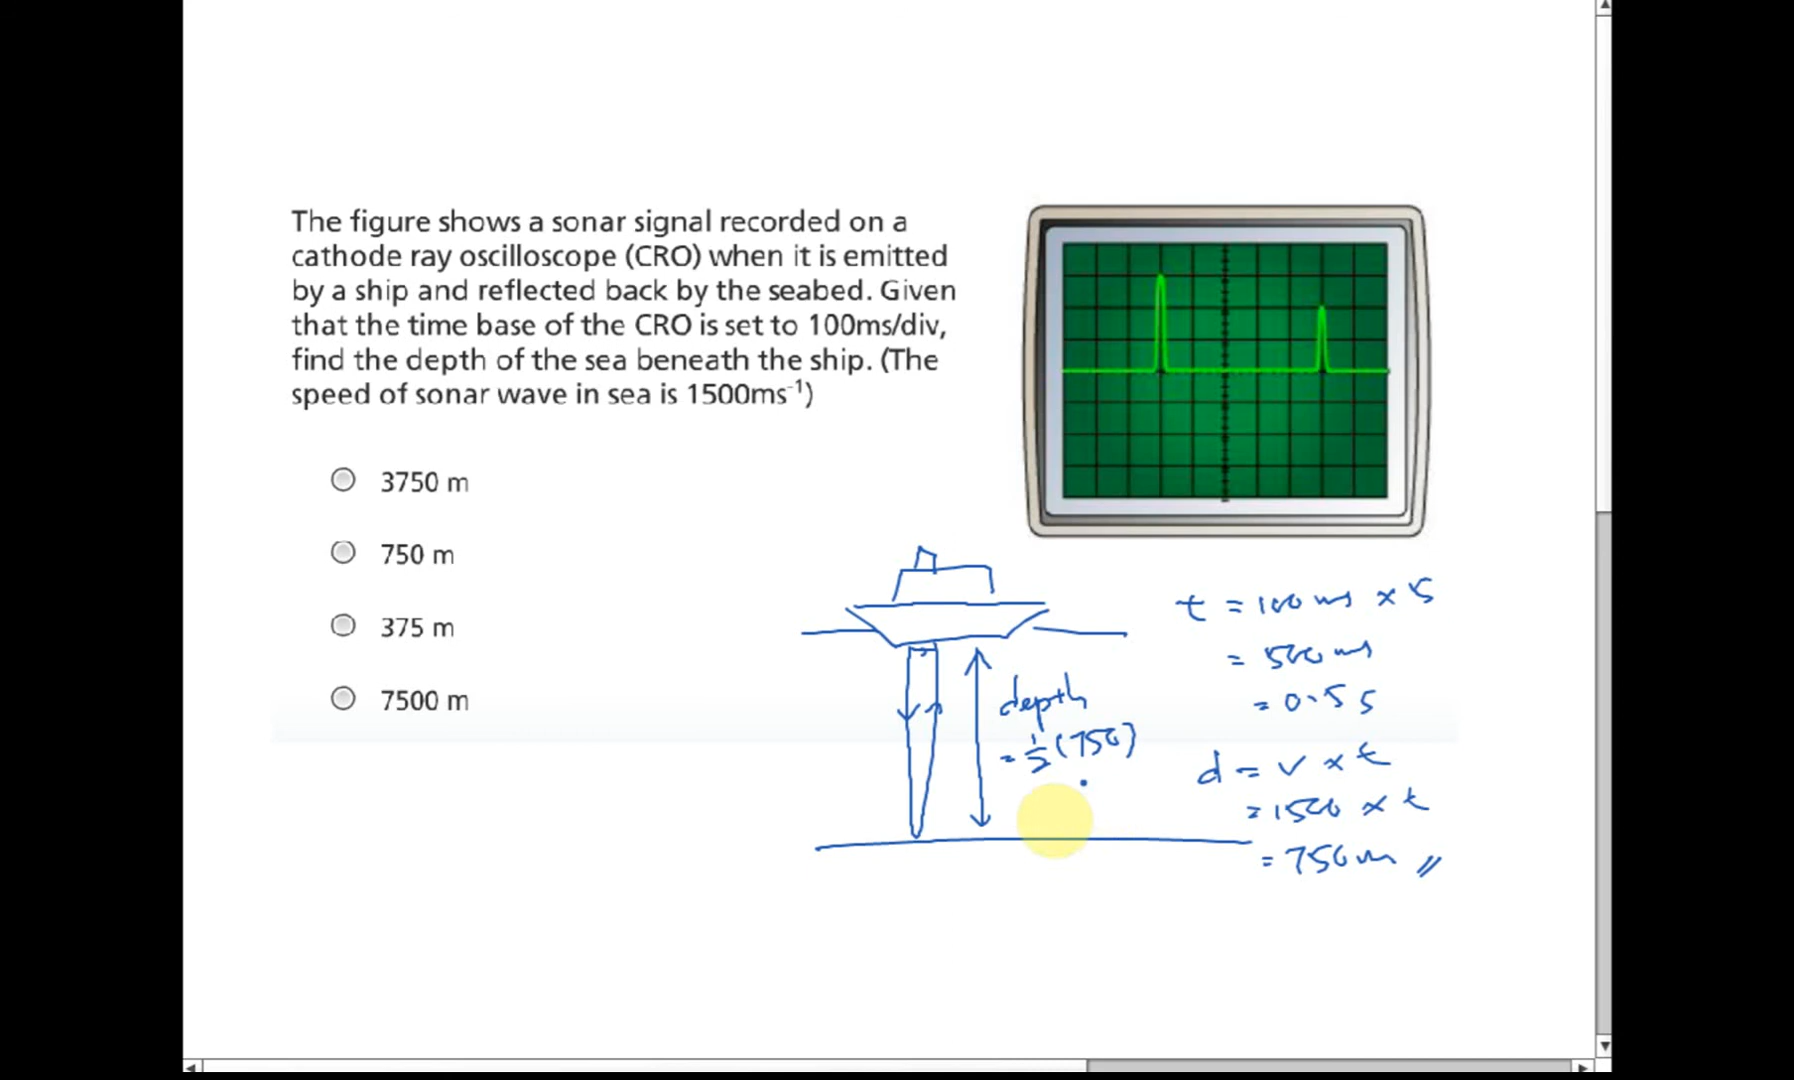 The figure shows a sonar signal recorded on a
cathode ray oscilloscope (CRO) when it is emitted
by a ship and reflected back by the seabed. Given
that the time base of the CRO is set to 100ms/div,
find the depth of the sea beneath the ship. (The
speed of sonar wave in sea is 1500ms⁻¹)
3750 m
750 m
375 m
7500 m
depth
= ½ (750)
t = 100 ms × 5
= 500 ms
= 0.5 s
d = v × t
= 1500 × t
= 750 m //